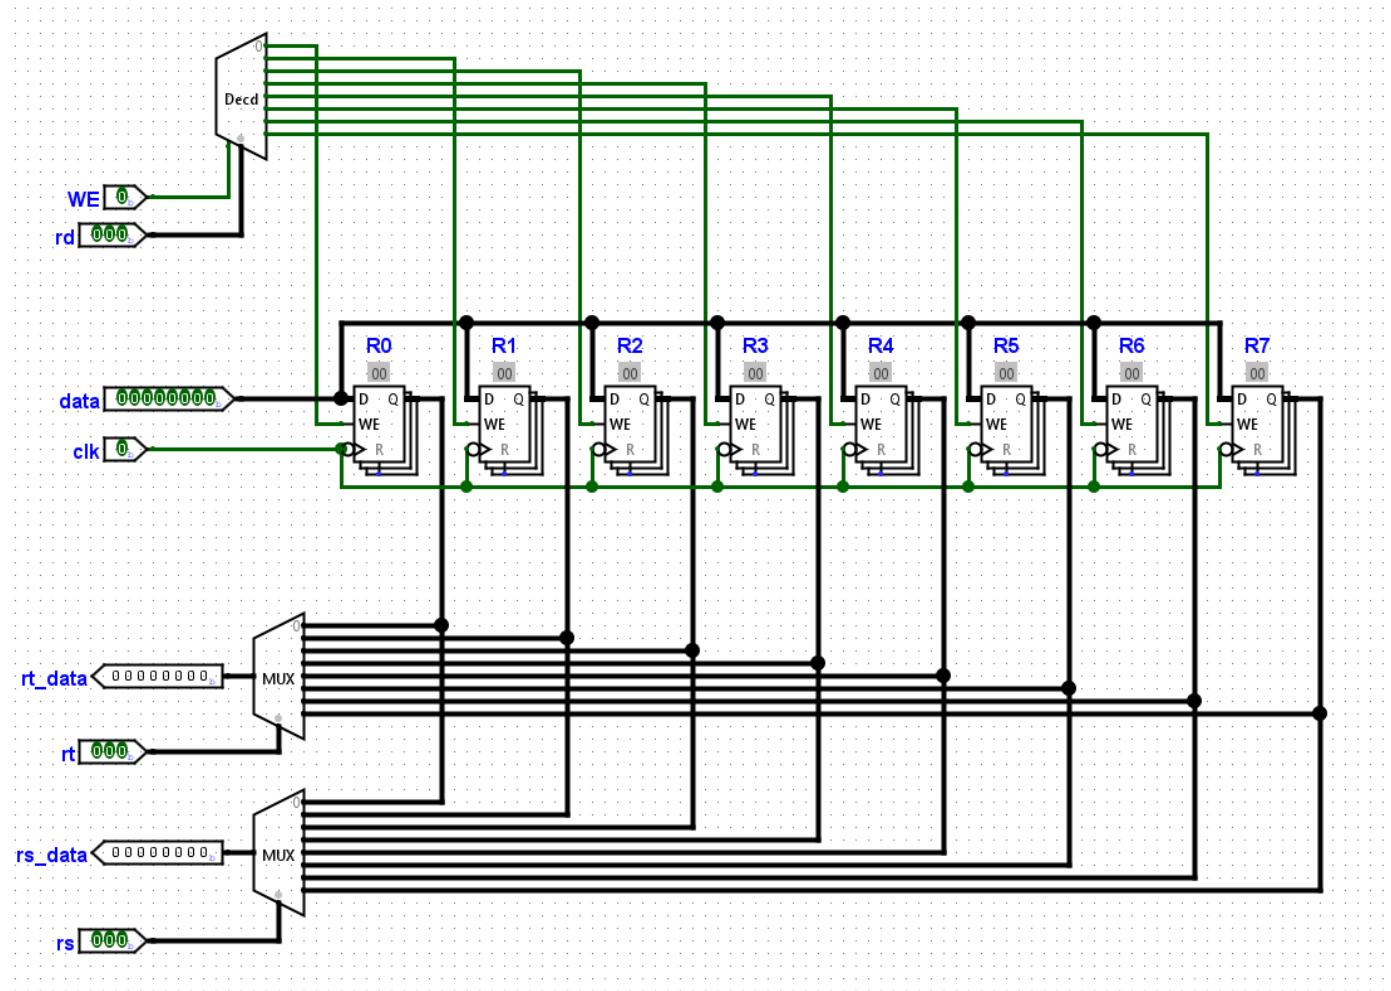 0
Decd
WE 0
rd 000
R0 R1 R2 R3 R4 R5 R6 R7
00 00 00 00 00 00 00 00
data 00000000
D Q D Q D Q D Q D Q D Q D Q D Q
WE WE WE WE WE WE WE WE
clk 0
R R R R R R R R
0
rt_data 00000000
MUX
rt 000
0
rs_data 00000000
MUX
rs 000